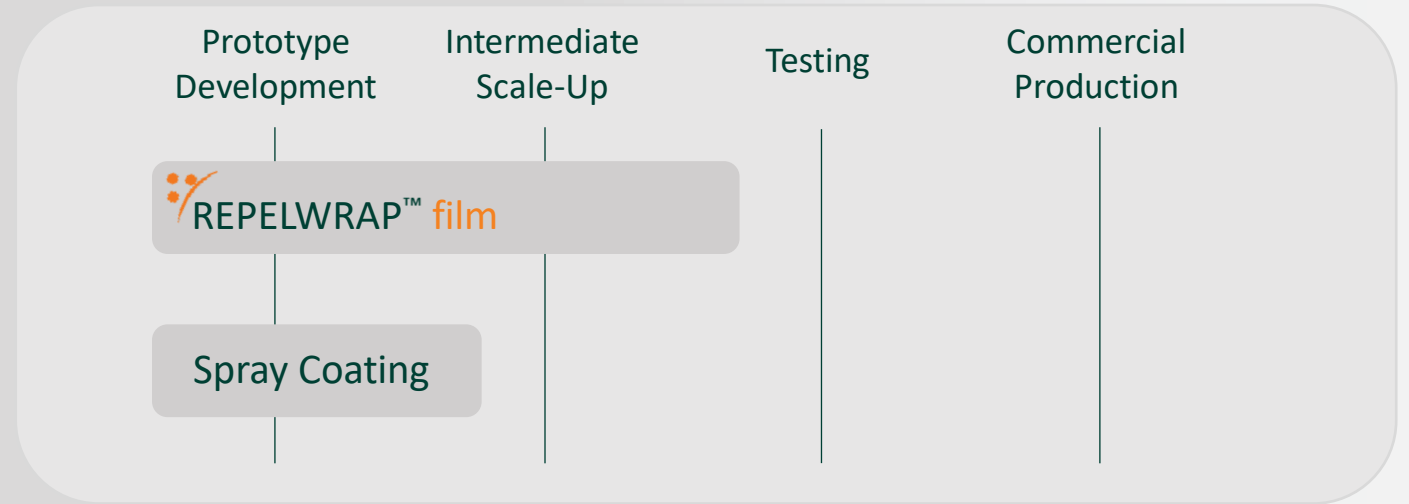 Prototype
Development
Intermediate
Scale-Up
Testing
Commercial
Production
REPELWRAP™ film
Spray Coating